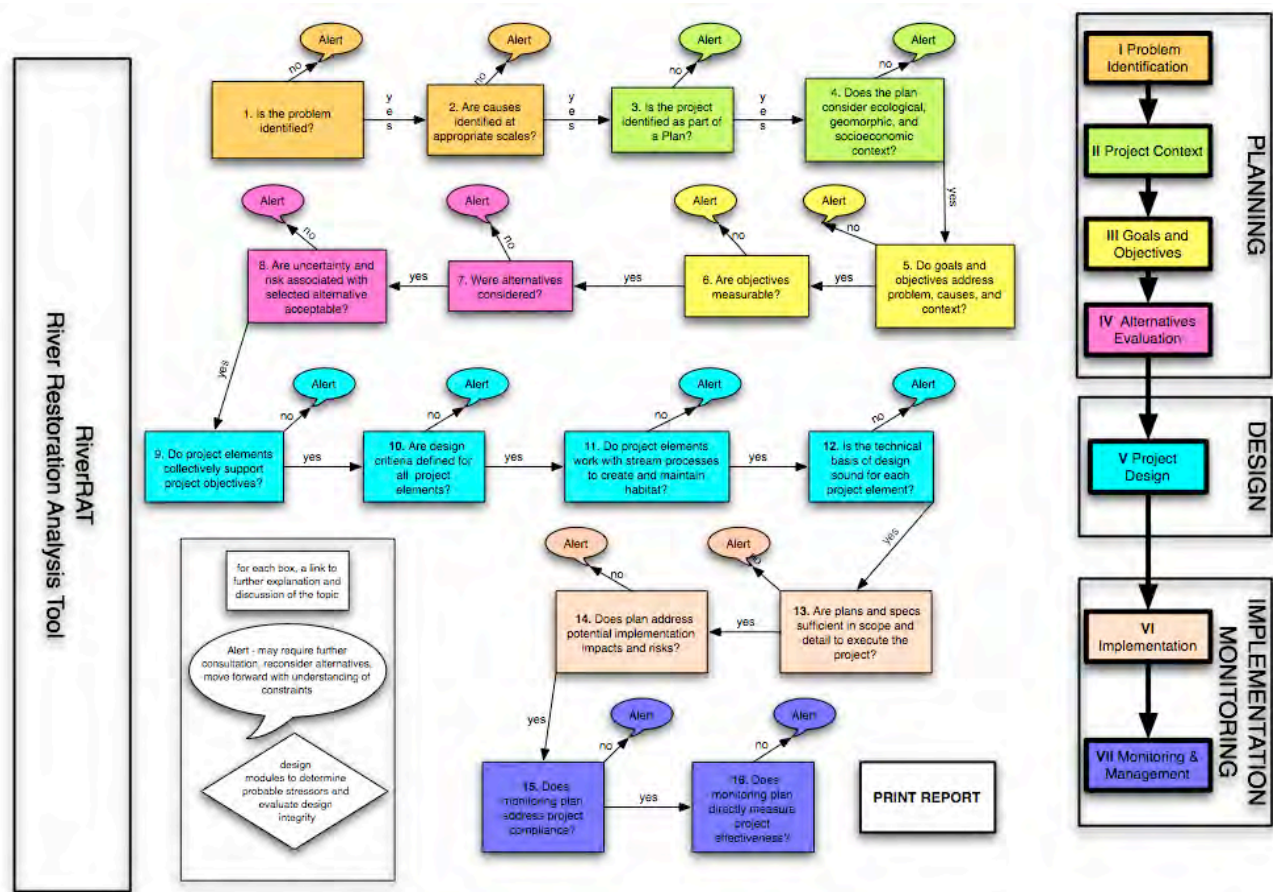 RiverRAT
River Restoration Analysis Tool
Alert
Alert
Alert
Alert
no
no
no
no
1. Is the problem
identified?
yes
2. Are causes
identified at
appropriate scales?
yes
3. Is the project
identified as part of
a Plan?
yes
4. Does the plan
consider ecological,
geomorphic, and
socioeconomic
context?
yes
Alert
Alert
Alert
Alert
no
no
no
no
8. Are uncertainty and
risk associated with
selected alternative
acceptable?
yes
7. Were alternatives
considered?
yes
6. Are objectives
measurable?
yes
5. Do goals and
objectives address
problem, causes, and
context?
yes
Alert
Alert
Alert
Alert
no
no
no
no
9. Do project elements
collectively support
project objectives?
yes
10. Are design
criteria defined for
all project elements?
yes
11. Do project elements
work with stream processes
to create and maintain
habitat?
yes
12. Is the technical
basis of design
sound for each
project element?
yes
Alert
Alert
no
no
14. Does plan address
potential implementation
impacts and risks?
yes
13. Are plans and specs
sufficient in scope and
detail to execute the
project?
yes
Alert
Alert
no
no
15. Does
monitoring plan
address project
compliance?
yes
16. Does
monitoring plan
directly measure
project
effectiveness?
PRINT REPORT
for each box, a link to
further explanation and
discussion of the topic
Alert - may require further
consultation, reconsider alternatives,
move forward with understanding of
constraints
design
modules to determine
probable stressors and
evaluate design
integrity
I Problem
Identification
II Project Context
III Goals and
Objectives
IV Alternatives
Evaluation
PLANNING
V Project
Design
DESIGN
VI
Implementation
VII Monitoring &
Management
IMPLEMENTATION
MONITORING